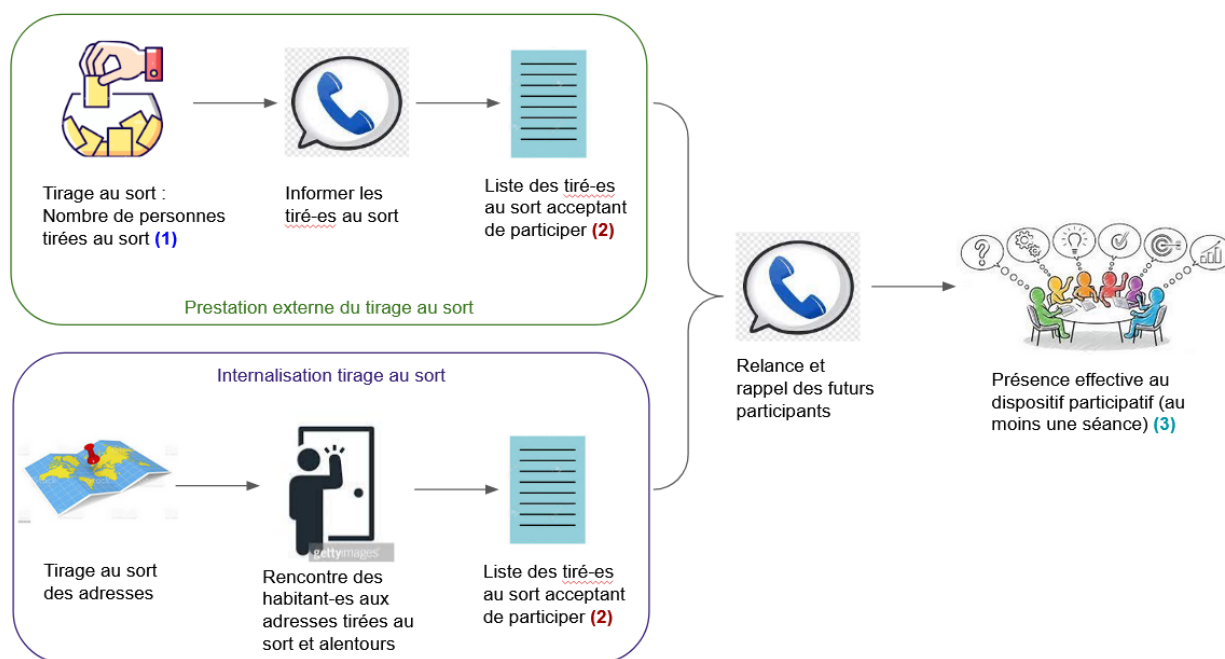 Tirage au sort :
Nombre de personnes
tirées au sort (1)
Informer les
tiré-es au sort
Liste des tiré-es
au sort acceptant
de participer (2)
Prestation externe du tirage au sort
Internalisation tirage au sort
gettyimages
Tirage au sort
des adresses
Rencontre des
habitant-es aux
adresses tirées au
sort et alentours
Liste des tiré-es
au sort acceptant
de participer (2)
Relance et
rappel des futurs
participants
Présence effective au
dispositif participatif (au
moins une séance) (3)